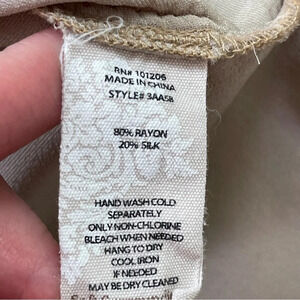 RN# 101206
MADE IN CHINA
STYLE# 3AA58
80% RAYON
20% SILK
HAND WASH COLD
SEPARATELY
ONLY NON-CHLORINE
BLEACH WHEN NEEDED
HANG TO DRY
COOL IRON
IF NEEDED
MAY BE DRY CLEANED